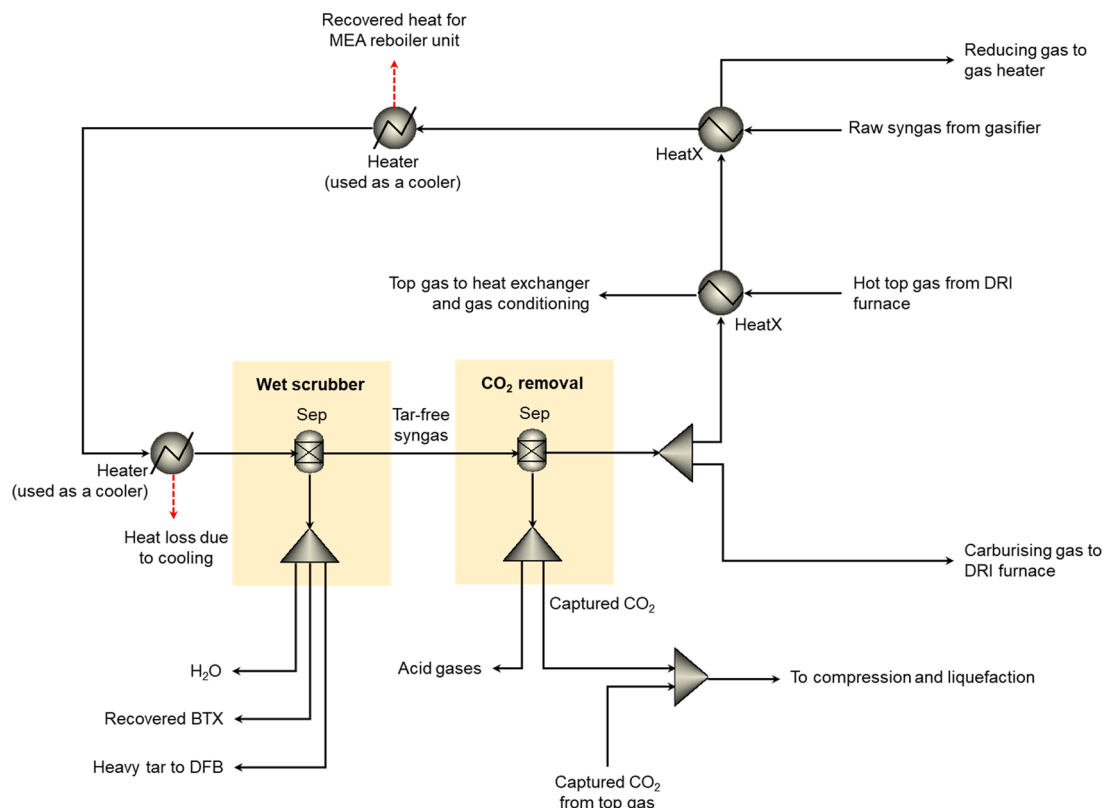 Recovered heat for
MEA reboiler unit
Reducing gas to
gas heater
Raw syngas from gasifier
HeatX
Heater
(used as a cooler)
Top gas to heat exchanger
and gas conditioning
Hot top gas from DRI
furnace
HeatX
Wet scrubber
CO₂ removal
Sep
Tar-free
syngas
Sep
Heater
(used as a cooler)
Heat loss due
to cooling
Carburising gas to
DRI furnace
Captured CO₂
H₂O
Acid gases
To compression and liquefaction
Recovered BTX
Heavy tar to DFB
Captured CO₂
from top gas